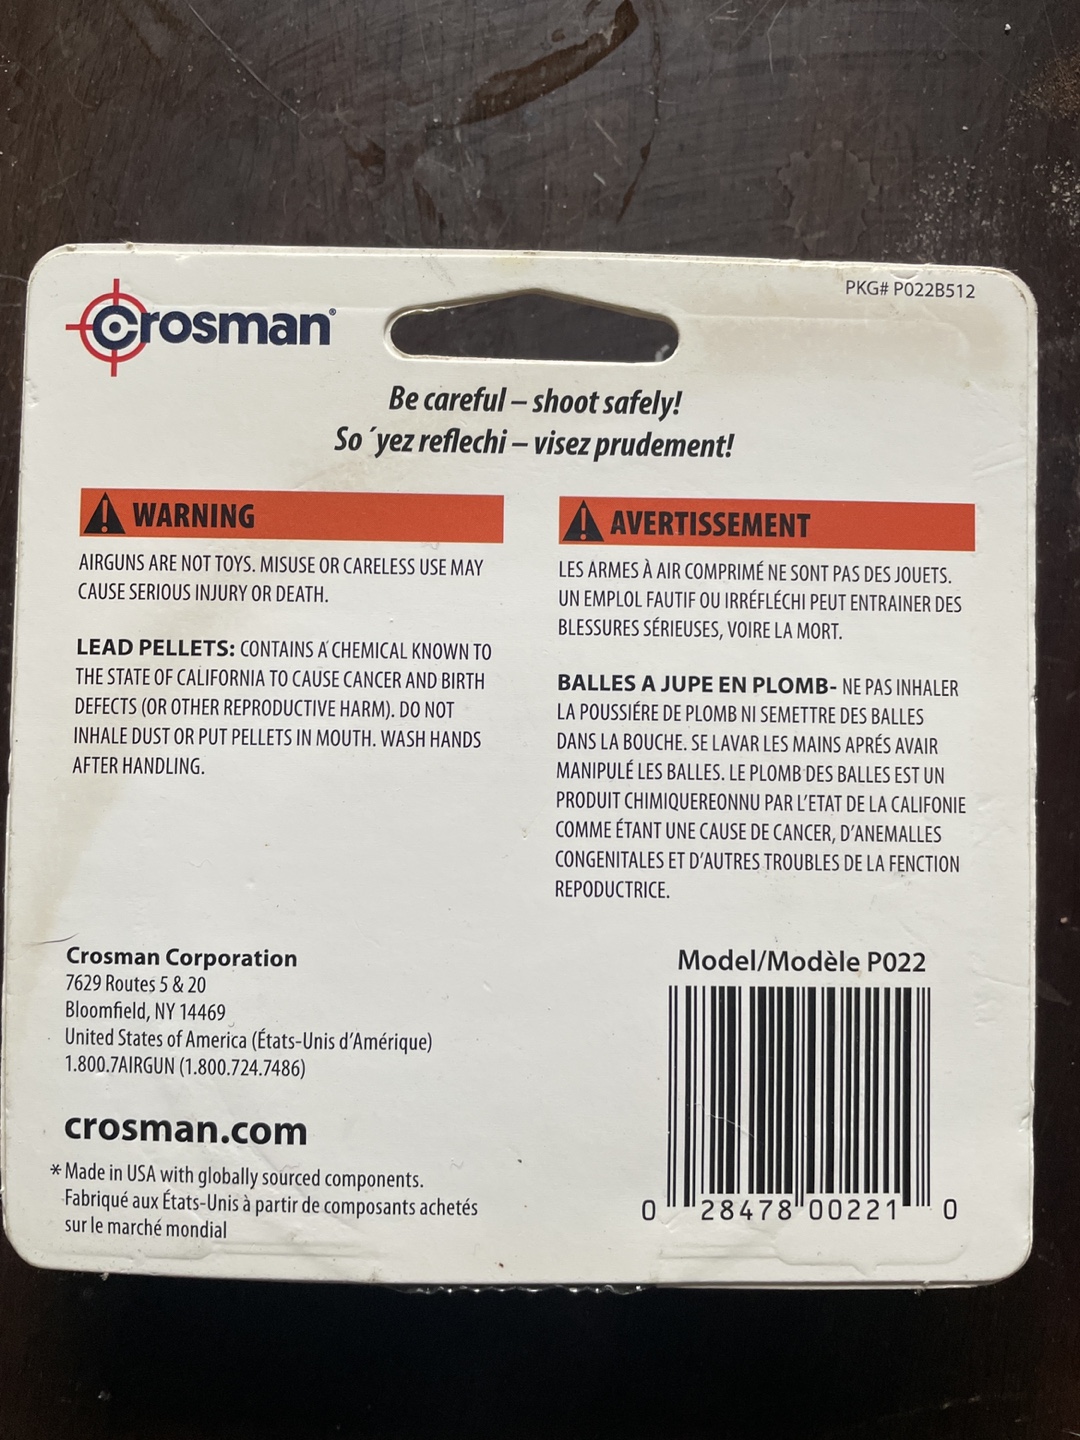 Crosman®
PKG# P022B512
Be careful – shoot safely!
So ´yez reflechi – visez prudement!
WARNING
AIRGUNS ARE NOT TOYS. MISUSE OR CARELESS USE MAY
CAUSE SERIOUS INJURY OR DEATH.
LEAD PELLETS: CONTAINS A CHEMICAL KNOWN TO
THE STATE OF CALIFORNIA TO CAUSE CANCER AND BIRTH
DEFECTS (OR OTHER REPRODUCTIVE HARM). DO NOT
INHALE DUST OR PUT PELLETS IN MOUTH. WASH HANDS
AFTER HANDLING.
AVERTISSEMENT
LES ARMES À AIR COMPRIMÉ NE SONT PAS DES JOUETS.
UN EMPLOL FAUTIF OU IRRÉFLÉCHI PEUT ENTRAINER DES
BLESSURES SÉRIEUSES, VOIRE LA MORT.
BALLES A JUPE EN PLOMB- NE PAS INHALER
LA POUSSIÉRE DE PLOMB NI SEMETTRE DES BALLES
DANS LA BOUCHE. SE LAVAR LES MAINS APRÉS AVAIR
MANIPULÉ LES BALLES. LE PLOMB DES BALLES EST UN
PRODUIT CHIMIQUEREONNU PAR L'ETAT DE LA CALIFONIE
COMME ÉTANT UNE CAUSE DE CANCER, D'ANEMALLES
CONGENITALES ET D'AUTRES TROUBLES DE LA FENCTION
REPODUCTRICE.
Crosman Corporation
7629 Routes 5 & 20
Bloomfield, NY 14469
United States of America (États-Unis d'Amérique)
1.800.7AIRGUN (1.800.724.7486)
crosman.com
* Made in USA with globally sourced components.
Fabriqué aux États-Unis à partir de composants achetés
sur le marché mondial
Model/Modèle P022
0 28478 00221 0